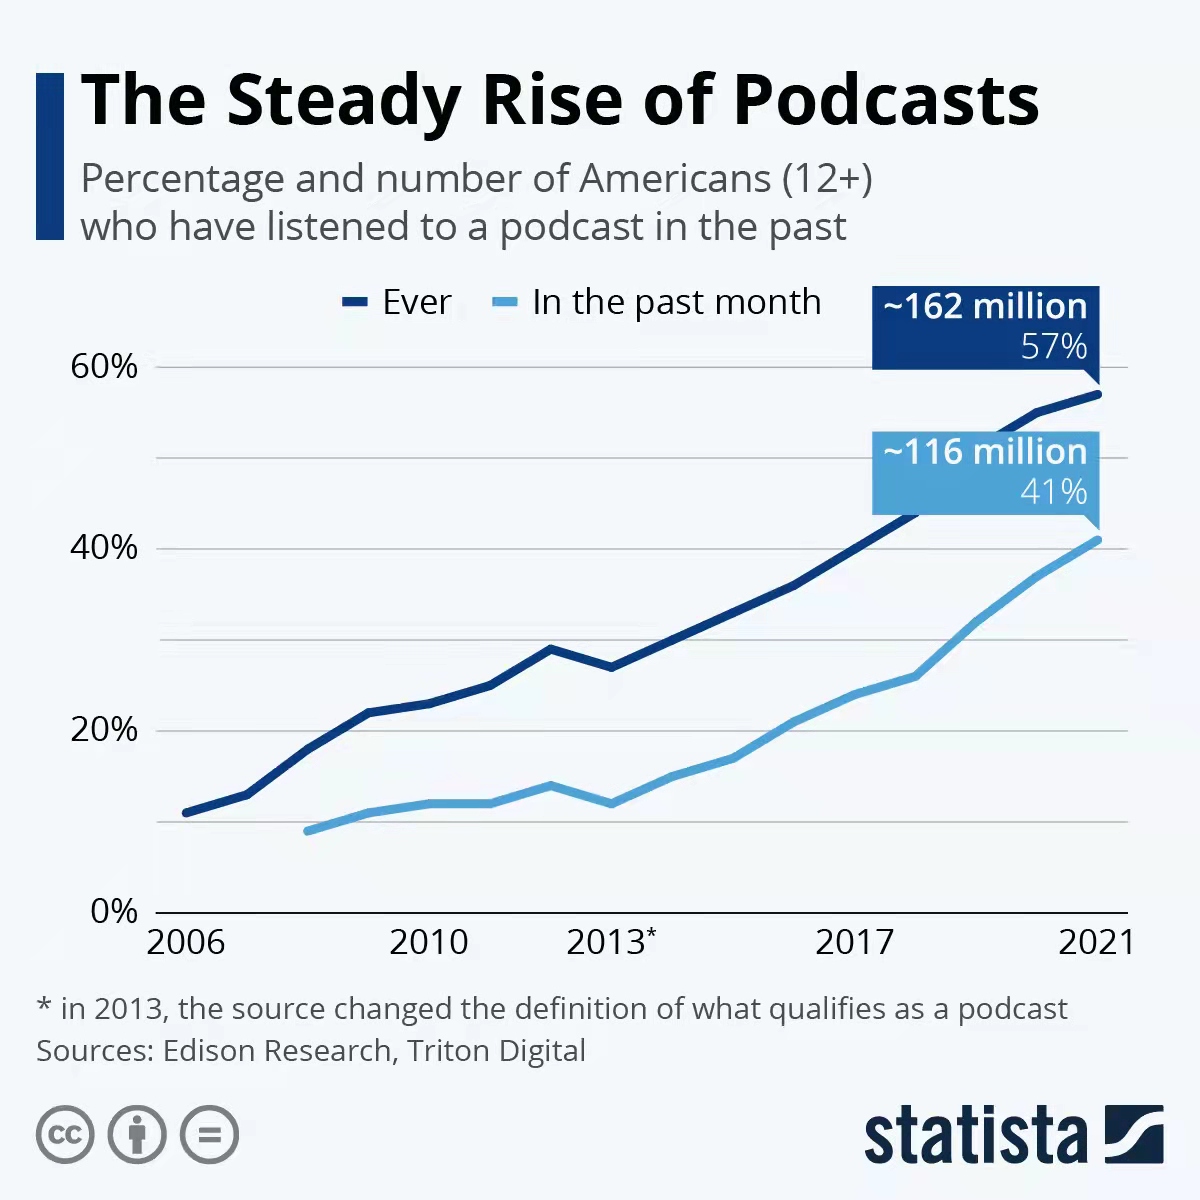 The Steady Rise of Podcasts
Percentage and number of Americans (12+)
who have listened to a podcast in the past
Ever
In the past month
~162 million
57%
~116 million
41%
60%
40%
20%
0%
2006
2010
2013*
2017
2021
* in 2013, the source changed the definition of what qualifies as a podcast
Sources: Edison Research, Triton Digital
cc
=
statista